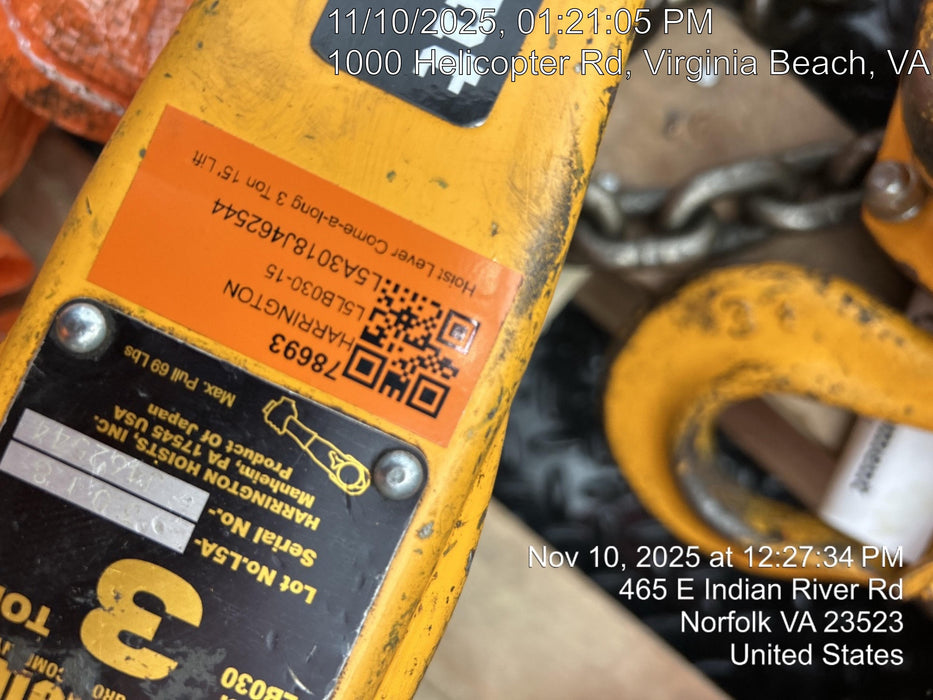 11/10/2025, 01:21:05 PM
1000 Helicopter Rd, Virginia Beach, VA
78693
HARRINGTON
L5LB030-15
L5A3018J462544
Hoist Lever Come-a-long 3 Ton 15' Lift
Max. Pull 69 Lbs
Product Of Japan
Manheim, PA 177545 USA
HARRINGTON HOISTS, INC.
Serial No.-
Lot No.L5A-
3
TON
LB030
Nov 10, 2025 at 12:27:34 PM
465 E Indian River Rd
Norfolk VA 23523
United States